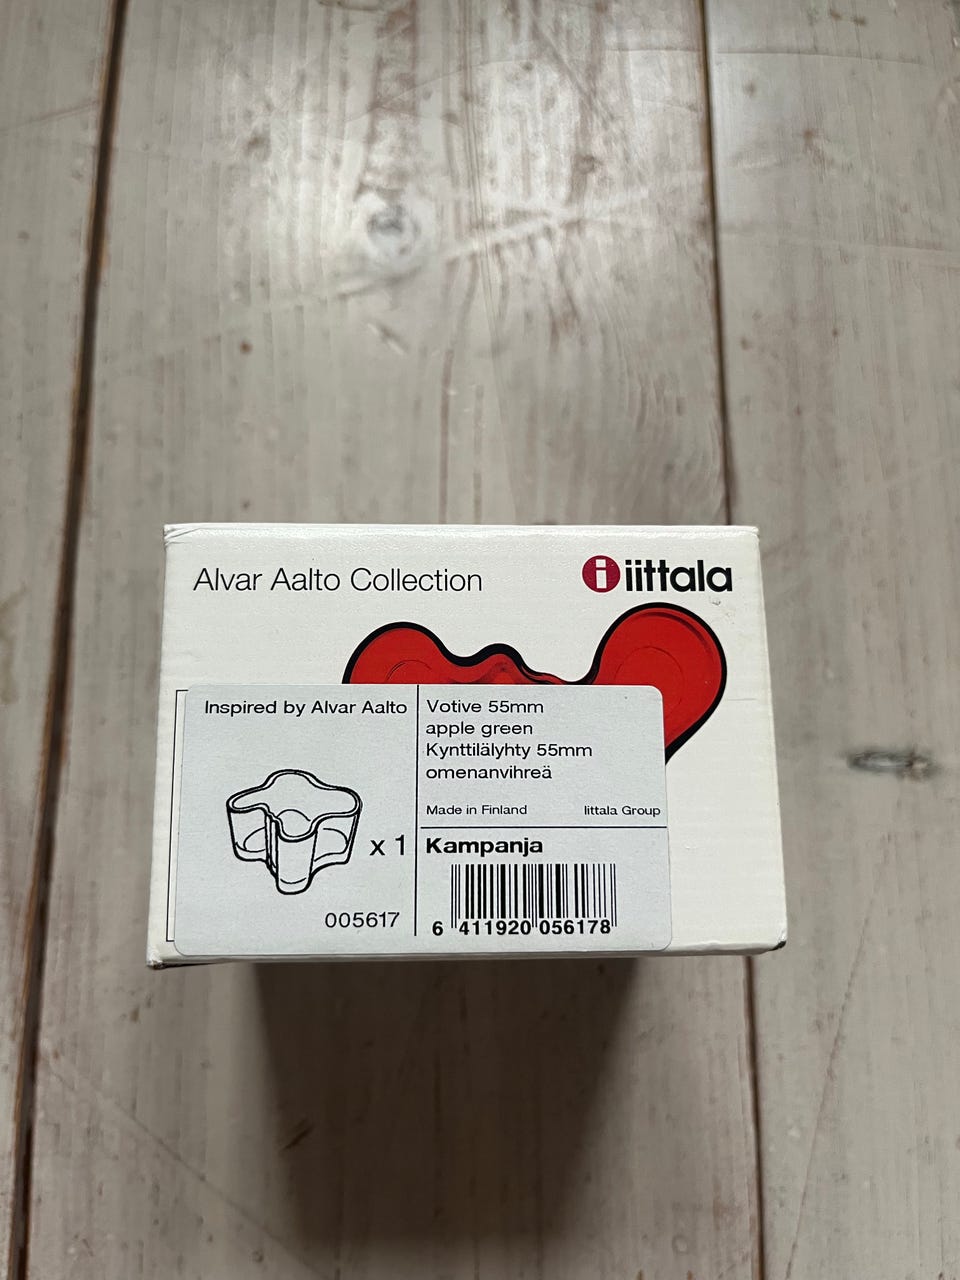 Alvar Aalto Collection
i iittala
Inspired by Alvar Aalto
x 1
005617
Votive 55mm
apple green
Kynttilälyhty 55mm
omenanvihreä
Made in Finland
Iittala Group
Kampanja
6 411920 056178